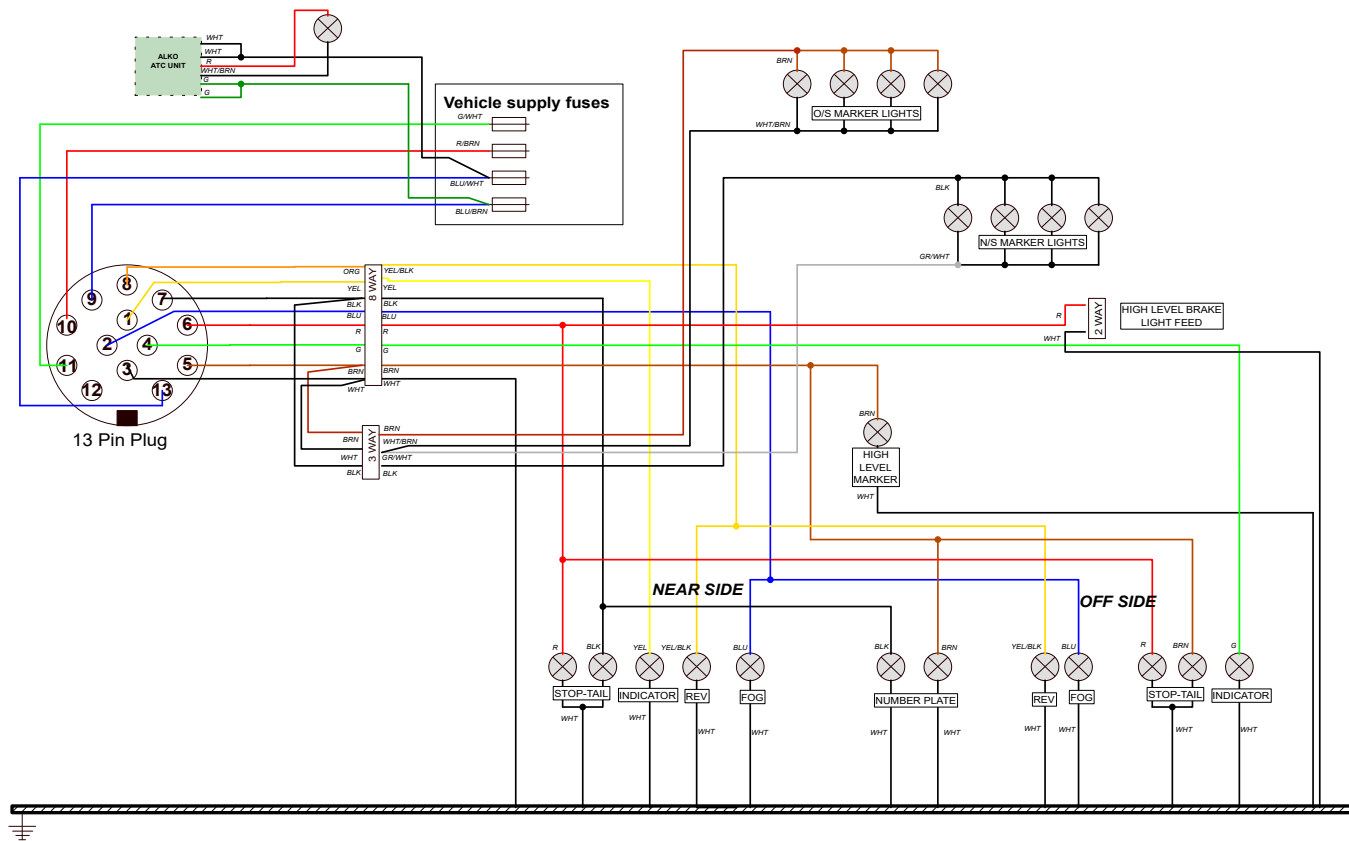 WHT
WHT
R
WHT/BRN
G
G
ALKO
ATC UNIT
Vehicle supply fuses
G/WHT
R/BRN
BLU/WHT
BLU/BRN
BRN
O/S MARKER LIGHTS
WHT/BRN
BLK
N/S MARKER LIGHTS
GR/WHT
8
9
7
10
1
6
2
4
11
3
5
12
13
13 Pin Plug
ORG
YEL
BLK
BLU
R
G
BRN
WHT
8 WAY
YEL/BLK
YEL
BLK
BLU
R
G
BRN
WHT
BRN
WHT
BLK
3 WAY
BRN
WHT/BRN
GR/WHT
BLK
R
WHT
2 WAY
HIGH LEVEL BRAKE
LIGHT FEED
BRN
HIGH
LEVEL
MARKER
WHT
NEAR SIDE
OFF SIDE
R
BLK
YEL
YEL/BLK
BLU
BLK
BRN
YEL/BLK
BLU
R
BRN
G
STOP-TAIL
INDICATOR
REV
FOG
NUMBER PLATE
REV
FOG
STOP-TAIL
INDICATOR
WHT
WHT
WHT
WHT
WHT
WHT
WHT
WHT
WHT
WHT